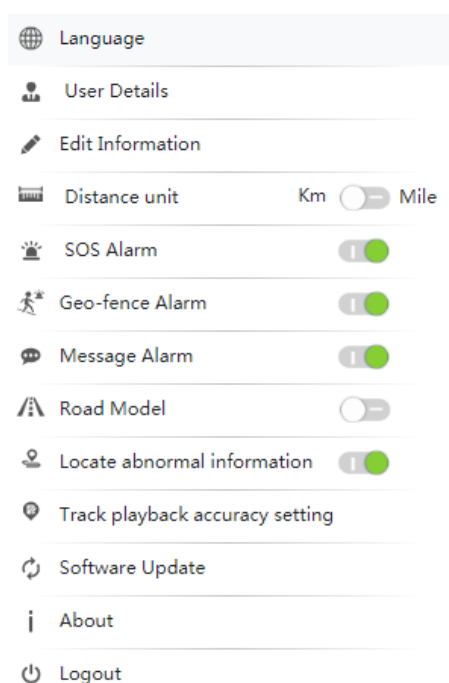 Language
User Details
Edit Information
Distance unit Km Mile
SOS Alarm
Geo-fence Alarm
Message Alarm
Road Model
Locate abnormal information
Track playback accuracy setting
Software Update
About
Logout